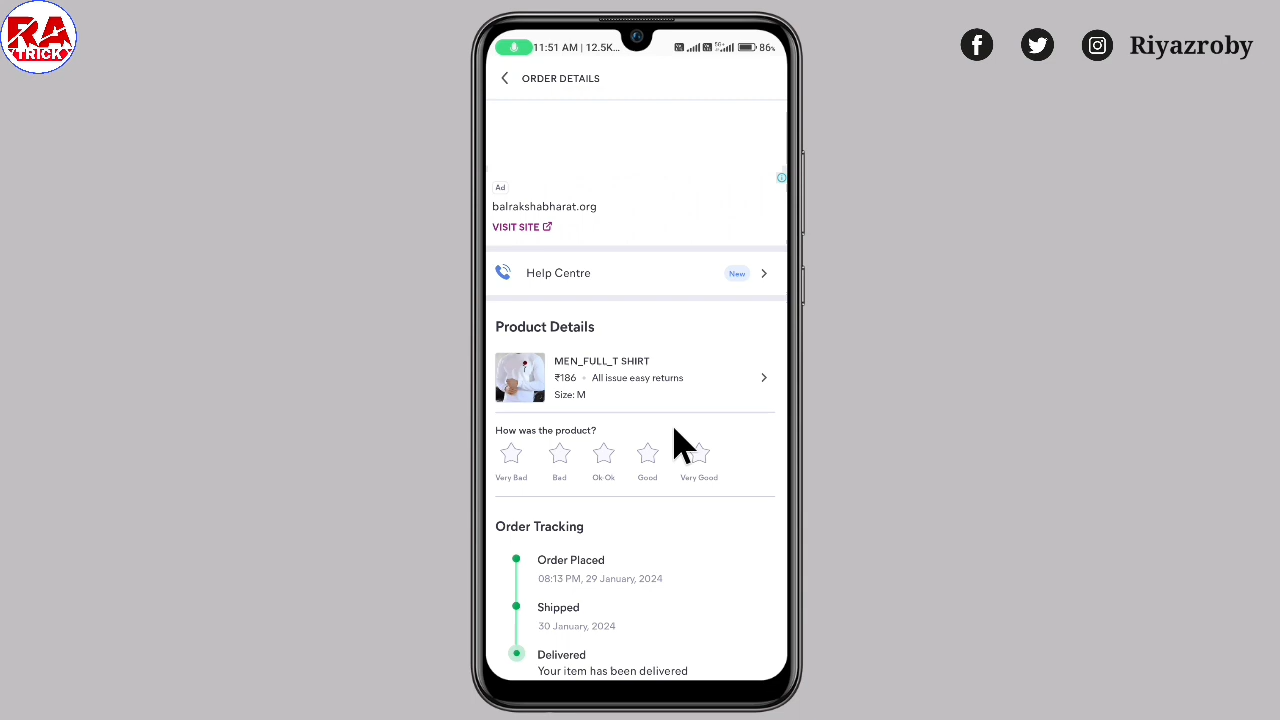 RA
TRICK
Riyazroby
11:51 AM | 12.5K...
86%
ORDER DETAILS
Ad
balrakshabharat.org
VISIT SITE
Help Centre
New
Product Details
MEN_FULL_T SHIRT
₹186 • All issue easy returns
Size: M
How was the product?
Very Bad Bad Ok-Ok Good Very Good
Order Tracking
Order Placed
08:13 PM, 29 January, 2024
Shipped
30 January, 2024
Delivered
Your item has been delivered